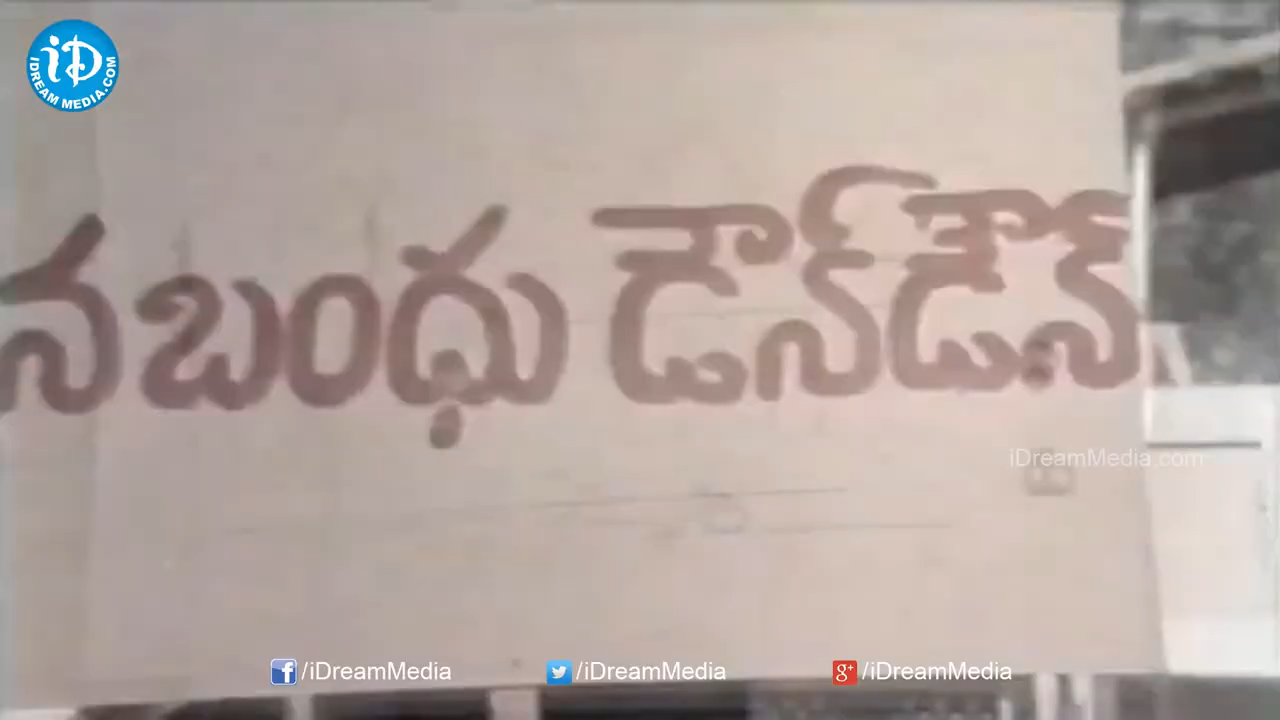 iD
IDREAM MEDIA.COM
నబంధు డౌన్ డౌన్
iDreamMedia.com
f /iDreamMedia /iDreamMedia g+ /iDreamMedia